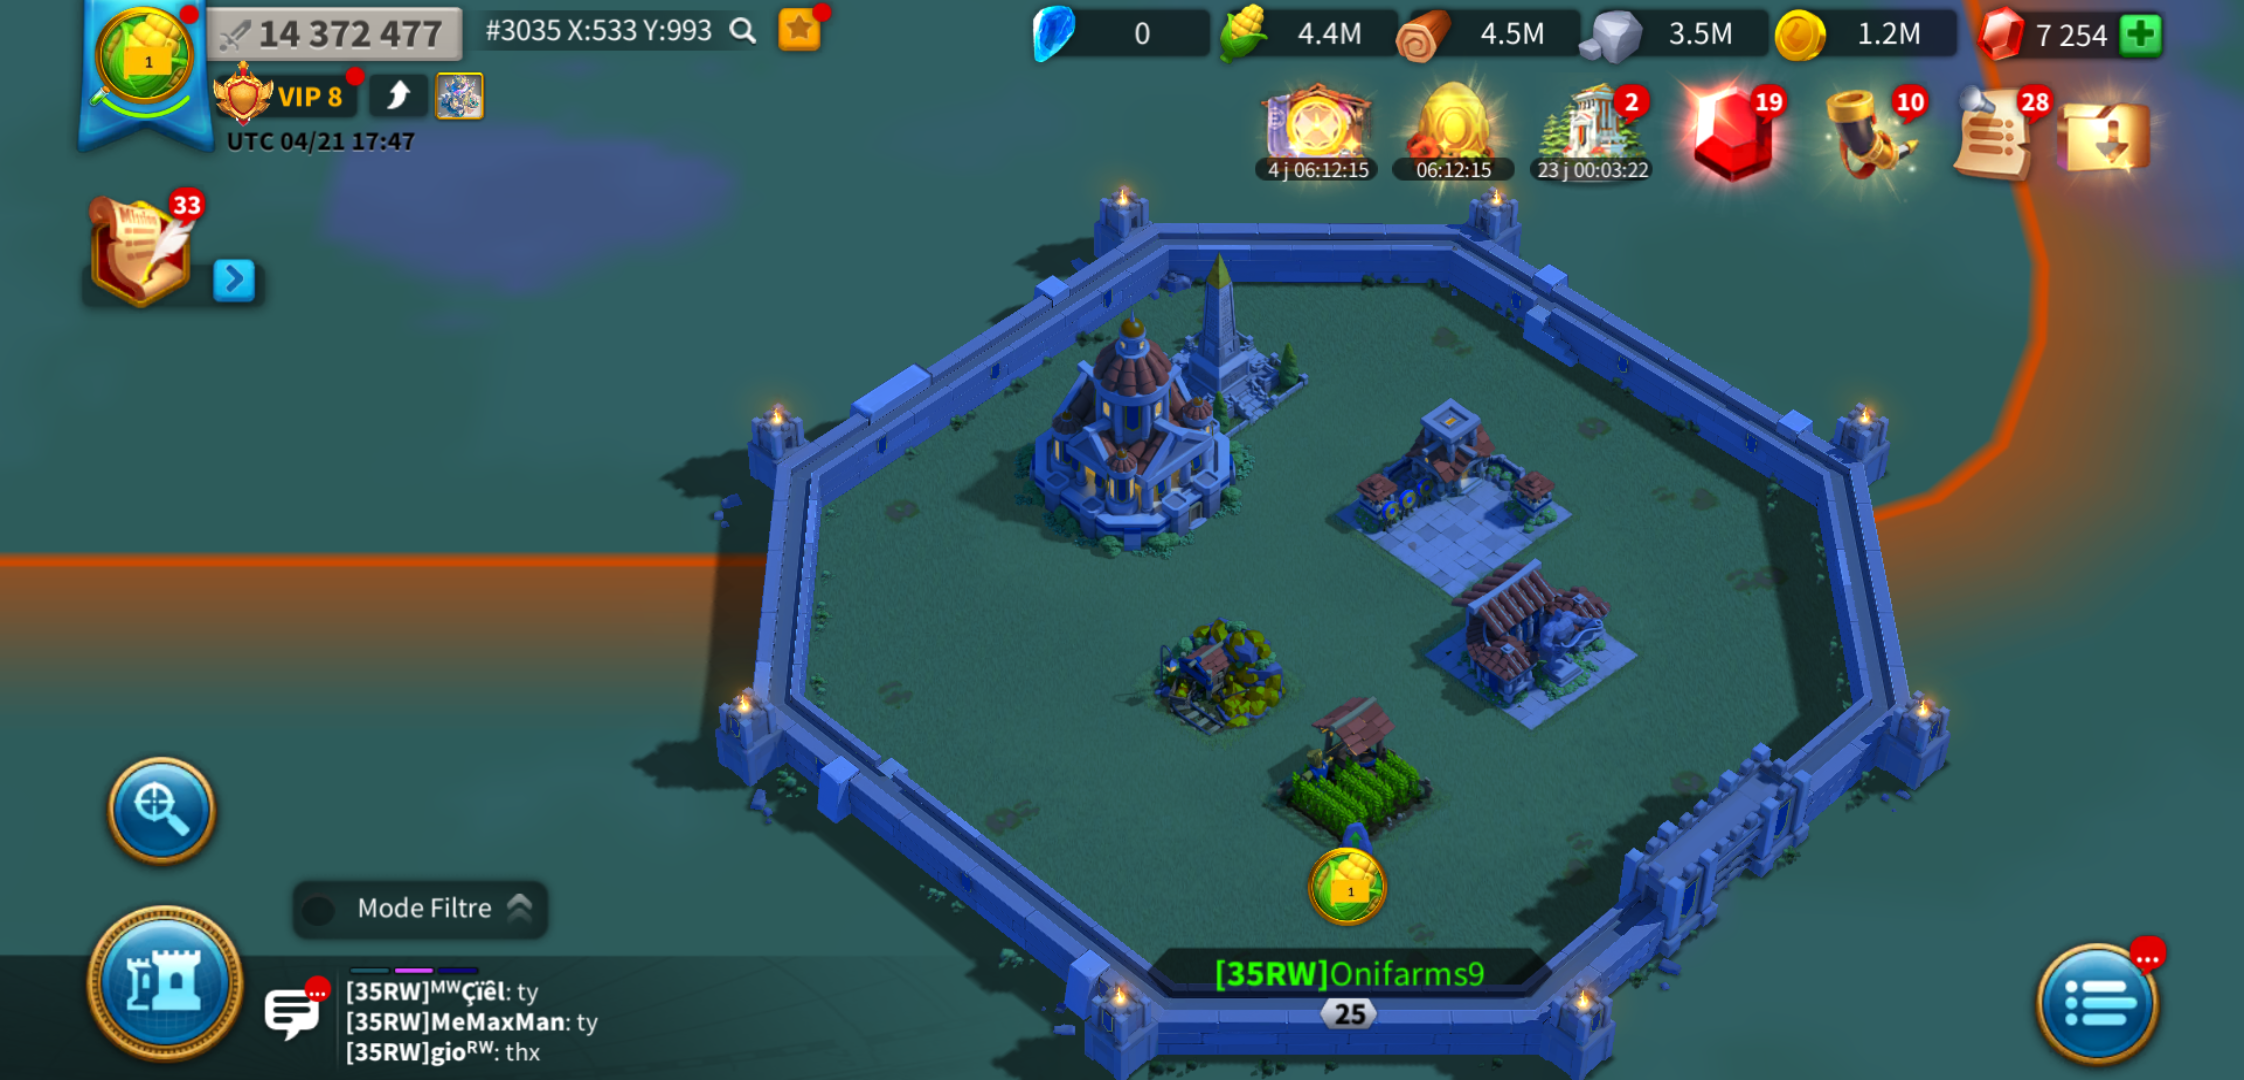 14 372 477
#3035 X:533 Y:993
0
4.4M
4.5M
3.5M
1.2M
7 254
1
VIP 8
UTC 04/21 17:47
2
19
10
28
4 j 06:12:15
06:12:15
23 j 00:03:22
Mission
33
1
Mode Filtre
[35RW]Onifarms9
25
[35RW]ᴹᵂÇïêl: ty
[35RW]MeMaxMan: ty
[35RW]gioᴿᵂ: thx